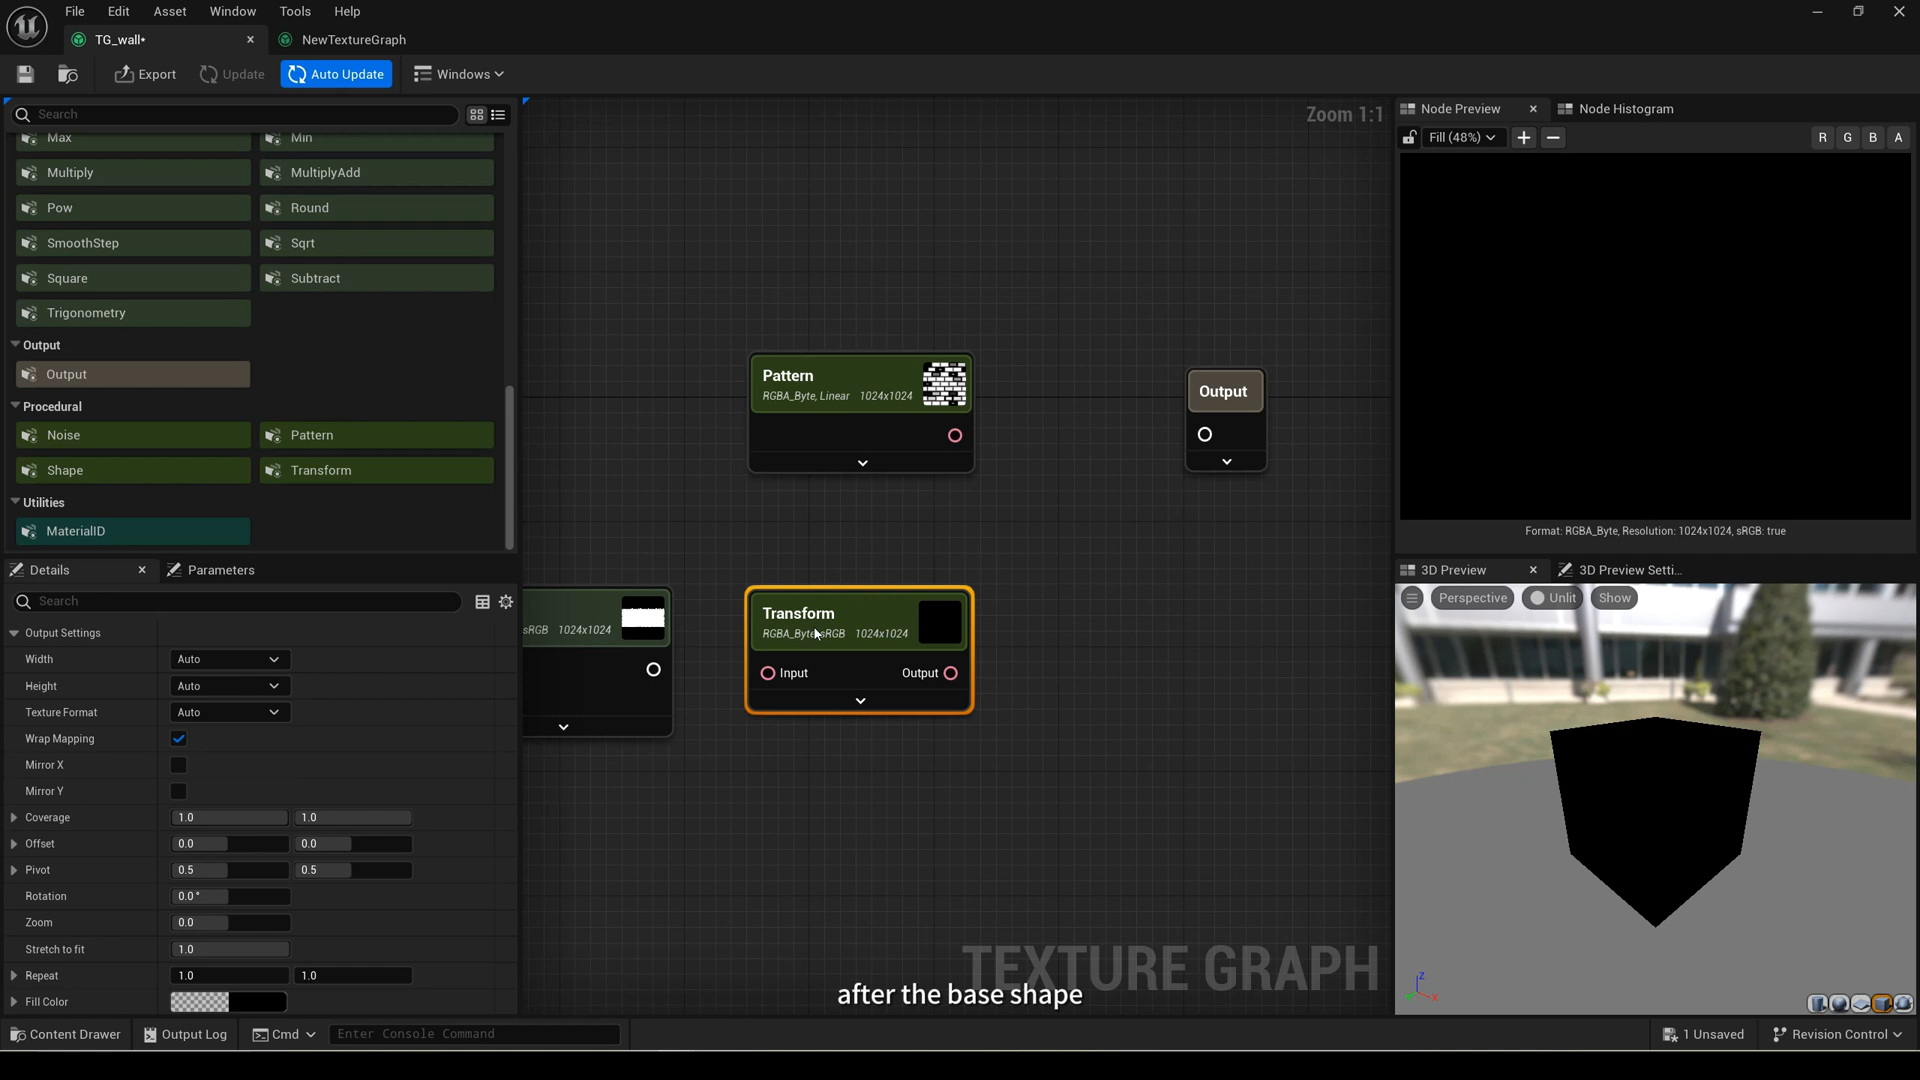 File Edit Asset Window Tools Help
TG_wall* NewTextureGraph
Export Update Auto Update Windows
Search
Max Min
Multiply MultiplyAdd
Pow Round
SmoothStep Sqrt
Square Subtract
Trigonometry
Output
Output
Procedural
Noise Pattern
Shape Transform
Utilities
MaterialID
Details Parameters
Search
Output Settings
Width Auto
Height Auto
Texture Format Auto
Wrap Mapping
Mirror X
Mirror Y
Coverage 1.0 1.0
Offset 0.0 0.0
Pivot 0.5 0.5
Rotation 0.0°
Zoom 0.0
Stretch to fit 1.0
Repeat 1.0 1.0
Fill Color
Zoom 1:1
Pattern
RGBA_Byte, Linear 1024x1024
Output
sRGB 1024x1024
Transform
RGBA_Byte, sRGB 1024x1024
Input Output
TEXTURE GRAPH
after the base shape
Node Preview Node Histogram
Fill (48%) R G B A
Format: RGBA_Byte, Resolution: 1024x1024, sRGB: true
3D Preview 3D Preview Setti...
Perspective Unlit Show
Z
X
Content Drawer Output Log Cmd Enter Console Command 1 Unsaved Revision Control